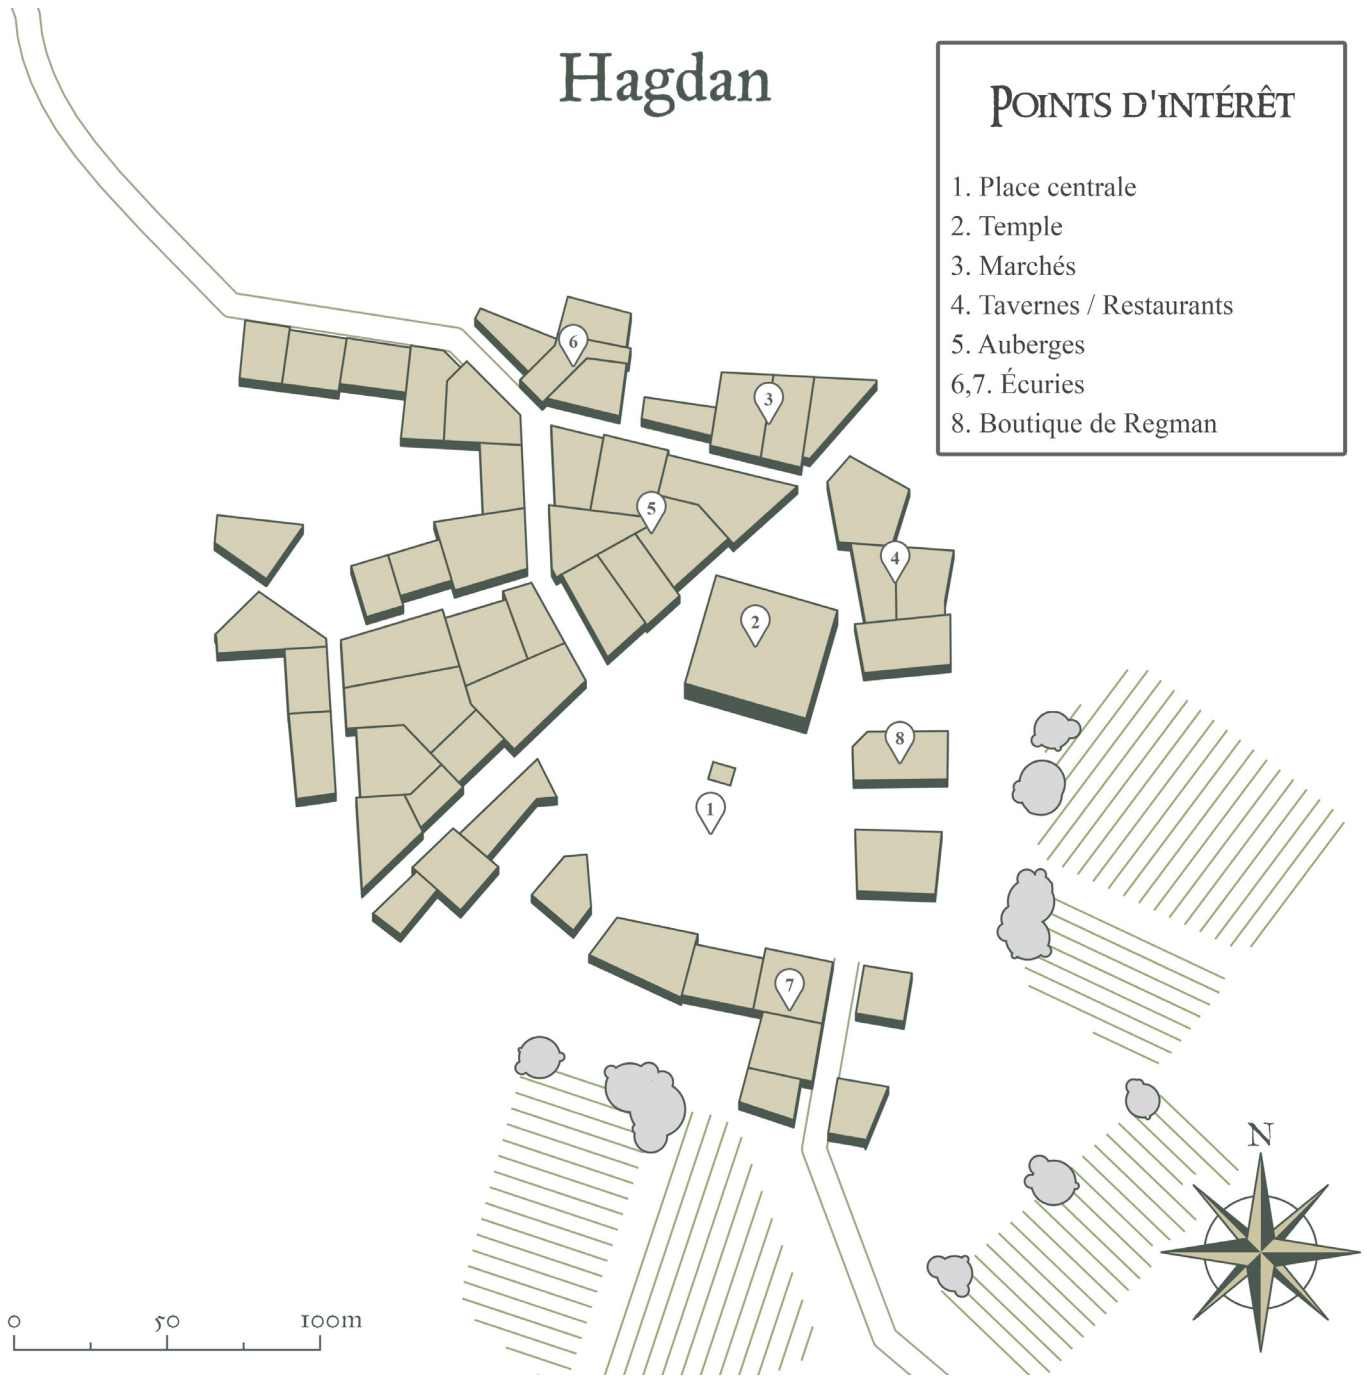 Hagdan
POINTS D'INTÉRÊT
1. Place centrale
2. Temple
3. Marchés
4. Tavernes / Restaurants
5. Auberges
6,7. Écuries
8. Boutique de Regman
6
3
5
4
2
8
1
7
N
0 50 100m